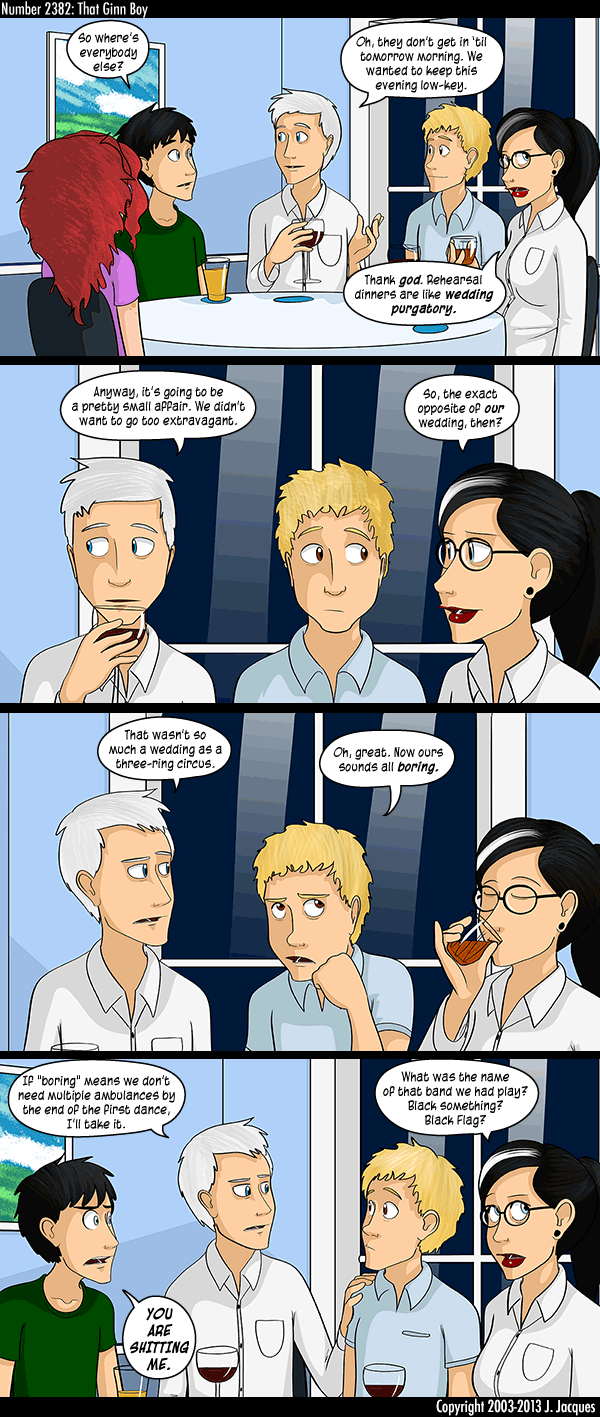 Number 2382: That Ginn Boy
So where's
everybody
else?
Oh, they don't get in 'til
tomorrow morning. We
wanted to keep this
evening low-key.
Thank god. Rehearsal
dinners are like wedding
purgatory.
Anyway, it's going to be
a pretty small affair. We didn't
want to go too extravagant.
So, the exact
opposite of our
wedding, then?
That wasn't so
much a wedding as a
three-ring circus.
Oh, great. Now ours
sounds all boring.
If "boring" means we don't
need multiple ambulances by
the end of the first dance,
I'll take it.
What was the name
of that band we had play?
Black something?
Black Flag?
YOU
ARE
SHITTING
ME.
Copyright 2003-2013 J. Jacques